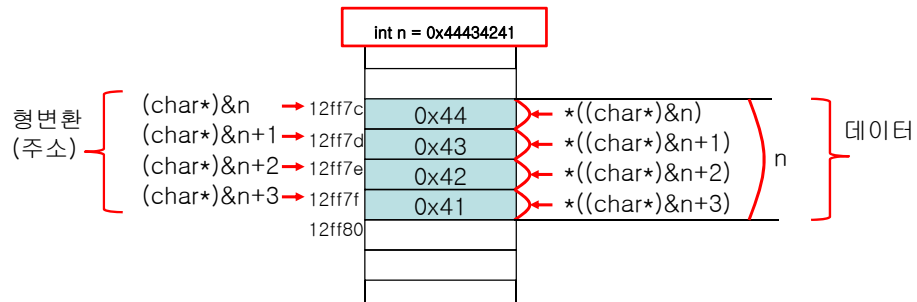 int n = 0x44434241
형변환
(주소)
(char*)&n
(char*)&n+1
(char*)&n+2
(char*)&n+3
12ff7c
12ff7d
12ff7e
12ff7f
12ff80
0x44
0x43
0x42
0x41
*((char*)&n)
*((char*)&n+1)
*((char*)&n+2)
*((char*)&n+3)
n
데이터